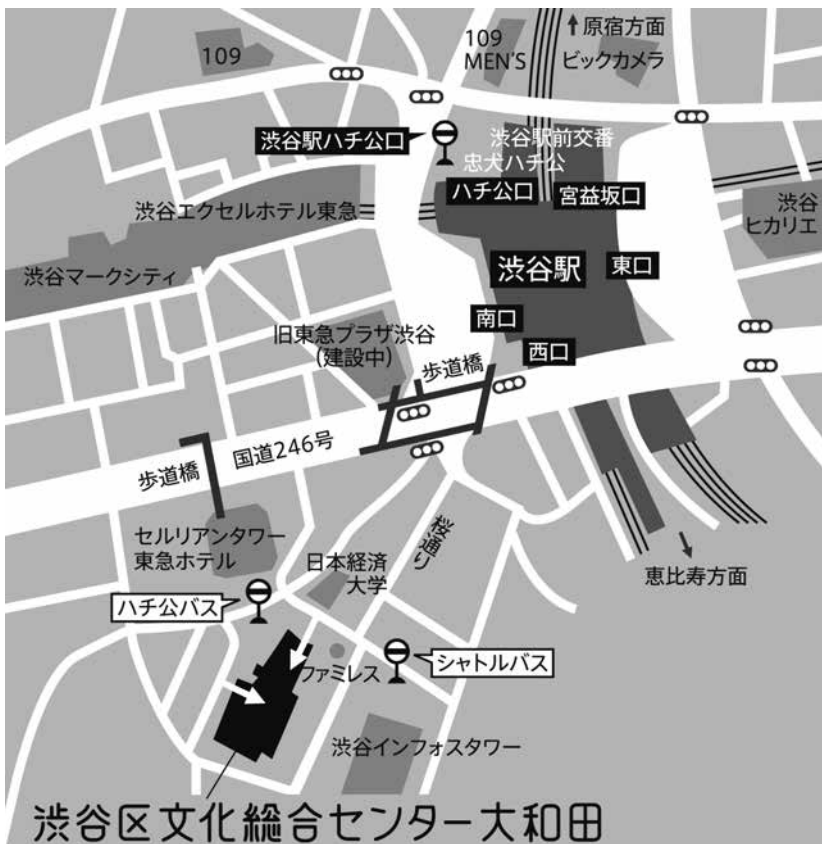 ↑原宿方面
109
109
MEN'S
ビックカメラ
渋谷駅ハチ公口
渋谷駅前交番
忠犬ハチ公
ハチ公口
宮益坂口
渋谷エクセルホテル東急
渋谷
ヒカリエ
渋谷マークシティ
渋谷駅
東口
南口
旧東急プラザ渋谷
(建設中)
西口
歩道橋
国道246号
歩道橋
桜通り
セルリアンタワー
東急ホテル
日本経済
大学
恵比寿方面
ハチ公バス
ファミレス
シャトルバス
渋谷インフォスタワー
渋谷区文化総合センター大和田